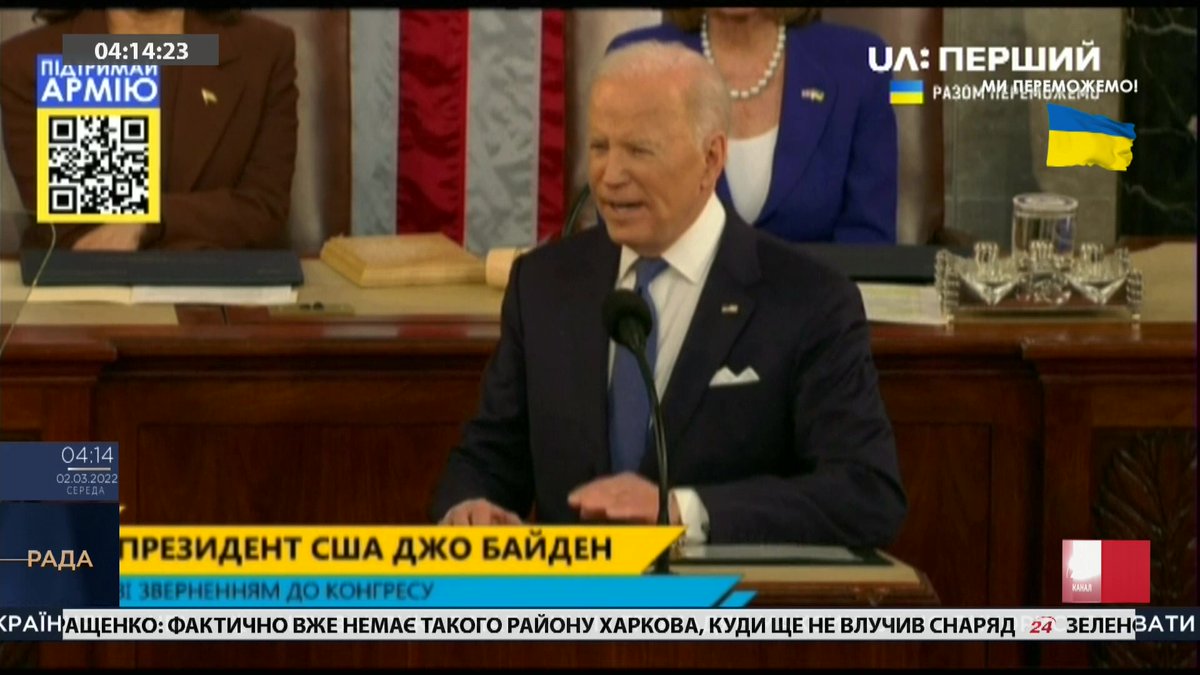 04:14:23
ПІДТРИМАЙ
АРМІЮ
UA: ПЕРШИЙ
РАЗОМ ПЕРЕМОЖЕМО
МИ ПЕРЕМОЖЕМО!
04:14
02.03.2022
СЕРЕДА
РАДА
ПРЕЗИДЕНТ США ДЖО БАЙДЕН
ЗІ ЗВЕРНЕННЯМ ДО КОНГРЕСУ
КАНАЛ
АЩЕНКО: ФАКТИЧНО ВЖЕ НЕМАЄ ТАКОГО РАЙОНУ ХАРКОВА, КУДИ ЩЕ НЕ ВЛУЧИВ СНАРЯД 24 ЗЕЛЕН